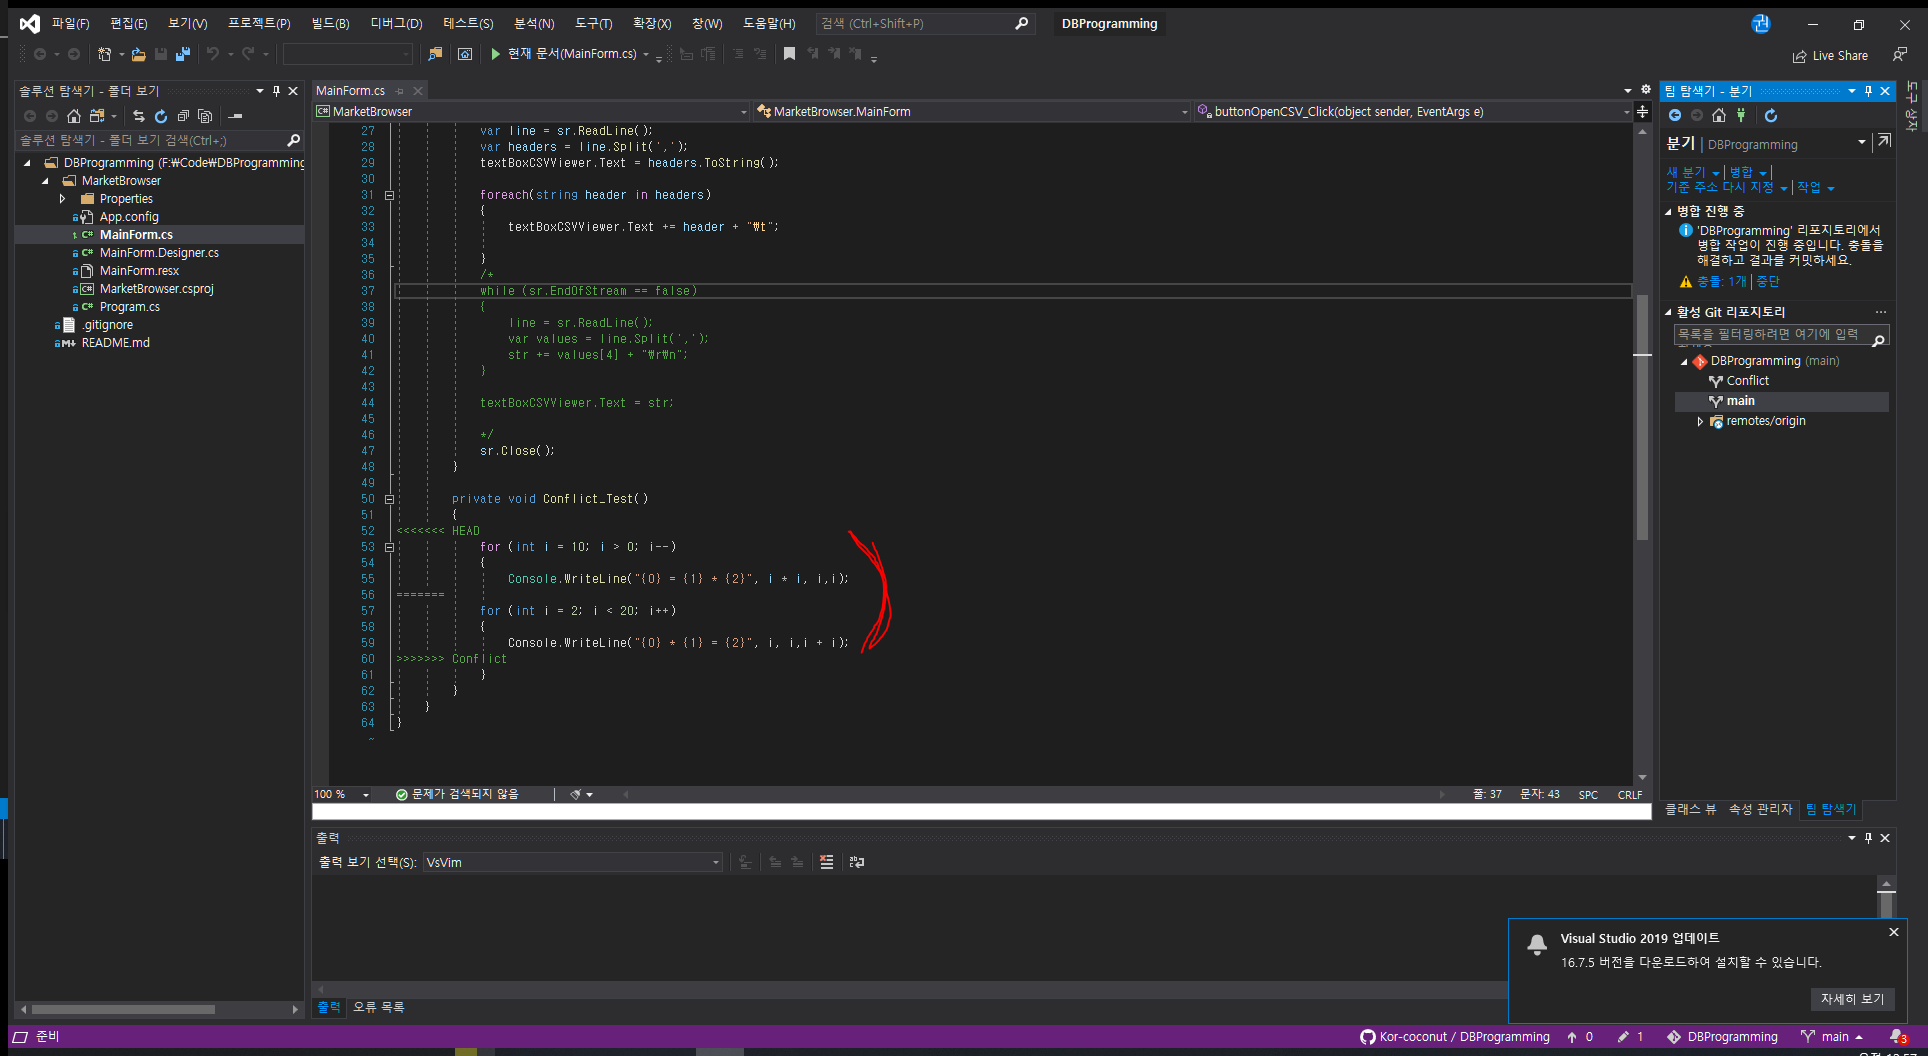 파일(F) 편집(E) 보기(V) 프로젝트(P) 빌드(B) 디버그(D) 테스트(S) 분석(N) 도구(T) 확장(X) 창(W) 도움말(H) 검색 (Ctrl+Shift+P) DBProgramming 권
현재 문서(MainForm.cs) Live Share
솔루션 탐색기 - 폴더 보기
솔루션 탐색기 - 폴더 보기 검색(Ctrl+;)
DBProgramming (F:₩Code₩DBProgramming
MarketBrowser
Properties
App.config
MainForm.cs
MainForm.Designer.cs
MainForm.resx
MarketBrowser.csproj
Program.cs
.gitignore
README.md
MainForm.cs
MarketBrowser MarketBrowser.MainForm buttonOpenCSV_Click(object sender, EventArgs e)
27 var line = sr.ReadLine();
28 var headers = line.Split(',');
29 textBoxCSVViewer.Text = headers.ToString();
30
31 foreach(string header in headers)
32 {
33 textBoxCSVViewer.Text += header + "₩t";
34
35 }
36 /*
37 while (sr.EndOfStream == false)
38 {
39 line = sr.ReadLine();
40 var values = line.Split(',');
41 str += values[4] + "₩r₩n";
42 }
43
44 textBoxCSVViewer.Text = str;
45
46 */
47 sr.Close();
48 }
49
50 private void Conflict_Test()
51 {
52 <<<<<<< HEAD
53 for (int i = 10; i > 0; i--)
54 {
55 Console.WriteLine("{0} = {1} * {2}", i * i, i,i);
56 =======
57 for (int i = 2; i < 20; i++)
58 {
59 Console.WriteLine("{0} * {1} = {2}", i, i,i + i);
60 >>>>>>> Conflict
61 }
62 }
63 }
64 }
~
100 % 문제가 검색되지 않음 줄: 37 문자: 43 SPC CRLF
팀 탐색기 - 분기
분기 DBProgramming
새 분기 병합
기준 주소 다시 지정 작업
병합 진행 중
'DBProgramming' 리포지토리에서
병합 작업이 진행 중입니다. 충돌을
해결하고 결과를 커밋하세요.
충돌: 1개 중단
활성 Git 리포지토리
목록을 필터링하려면 여기에 입력
DBProgramming (main)
Conflict
main
remotes/origin
클래스 뷰 속성 관리자 팀 탐색기
도구 상자
출력
출력 보기 선택(S): VsVim
출력 오류 목록
Visual Studio 2019 업데이트
16.7.5 버전을 다운로드하여 설치할 수 있습니다.
자세히 보기
준비 Kor-coconut / DBProgramming 0 1 DBProgramming main 3